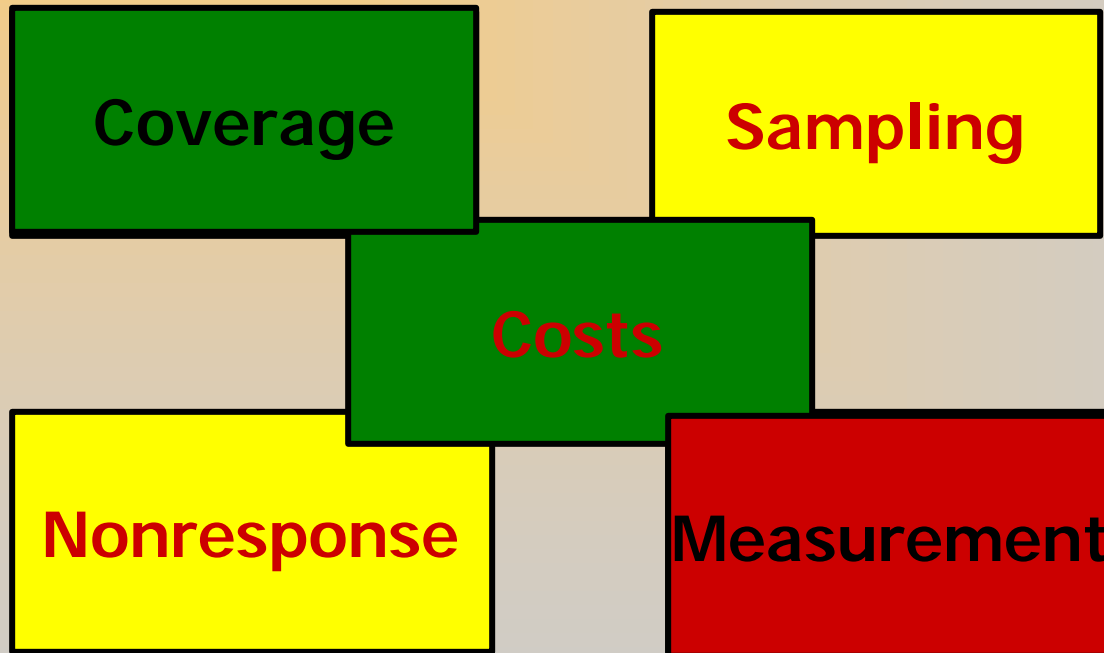 Coverage
Sampling
Costs
Nonresponse
Measurement